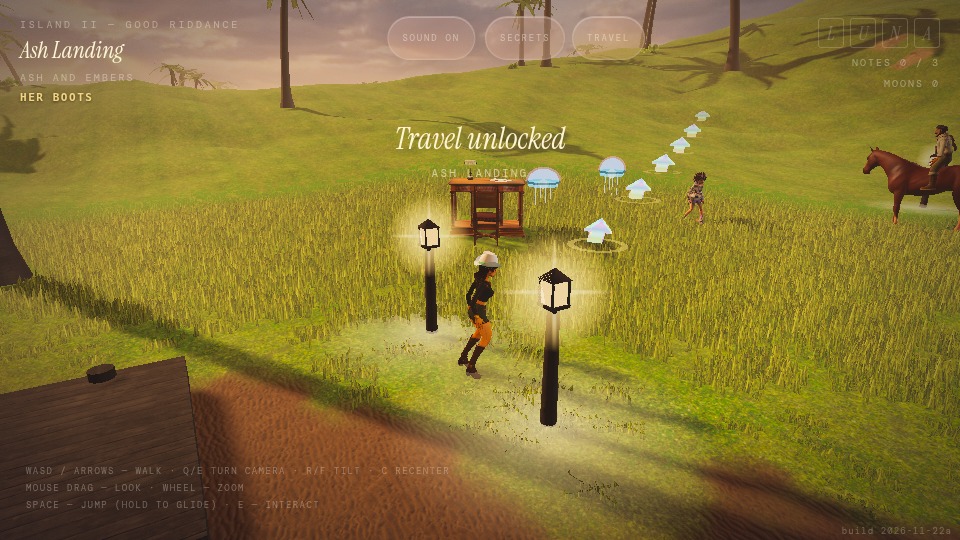 ISLAND II — GOOD RIDDANCE
Ash Landing
ASH AND EMBERS
HER BOOTS
SOUND ON
SECRETS
TRAVEL
L U N A
NOTES 0 / 3
MOONS 0
Travel unlocked
ASH LANDING
WASD / ARROWS — WALK · Q/E TURN CAMERA · R/F TILT · C RECENTER
MOUSE DRAG — LOOK · WHEEL — ZOOM
SPACE — JUMP (HOLD TO GLIDE) · E — INTERACT
build 2026-11-22a